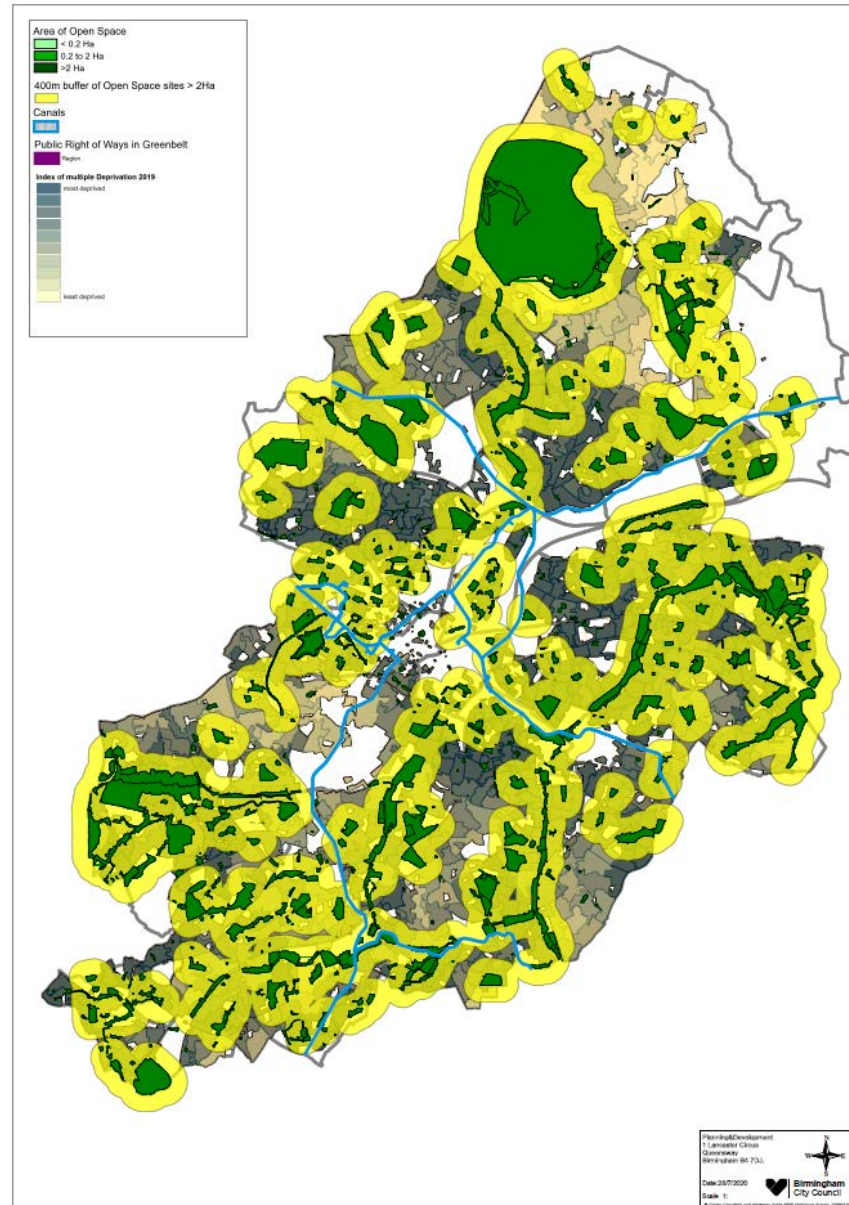 Area of Open Space
< 0.2 Ha
0.2 to 2 Ha
>2 Ha
400m buffer of Open Space sites > 2Ha
Canals
Public Right of Ways in Greenbelt
Region
Index of multiple Deprivation 2019
most deprived
least deprived
Planning&Development
1 Lancaster Circus
Queensway
Birmingham B4 7DJ.
N
W E
S
Date:28/7/2020
Birmingham
City Council
Scale 1: